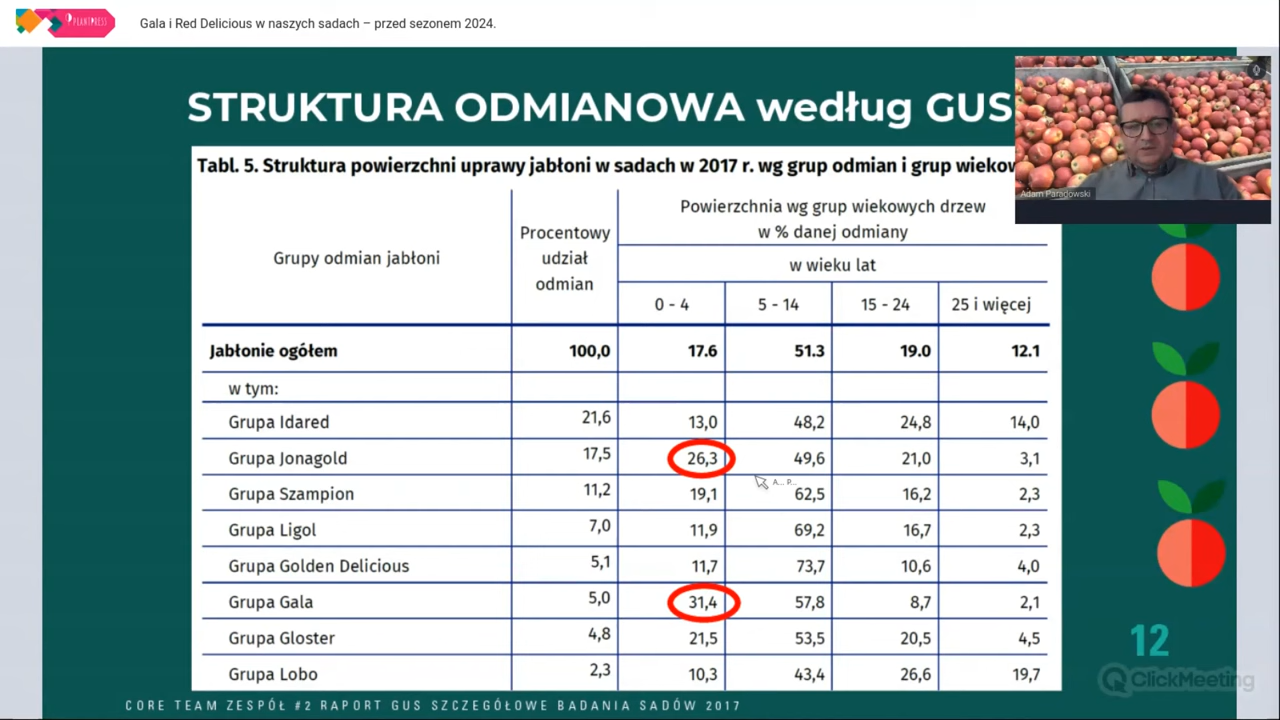 PLANTPRESS
Gala i Red Delicious w naszych sadach – przed sezonem 2024.
STRUKTURA ODMIANOWA według GUS
Adam Paradowski
Tabl. 5. Struktura powierzchni uprawy jabłoni w sadach w 2017 r. wg grup odmian i grup wieko
Grupy odmian jabłoni
Procentowy
udział
odmian
Powierzchnia wg grup wiekowych drzew
w % danej odmiany
w wieku lat
0 - 4 5 - 14 15 - 24 25 i więcej
Jabłonie ogółem 100,0 17.6 51.3 19.0 12.1
w tym:
Grupa Idared 21,6 13,0 48,2 24,8 14,0
Grupa Jonagold 17,5 26,3 49,6 21,0 3,1
A... P...
Grupa Szampion 11,2 19,1 62,5 16,2 2,3
Grupa Ligol 7,0 11,9 69,2 16,7 2,3
Grupa Golden Delicious 5,1 11,7 73,7 10,6 4,0
Grupa Gala 5,0 31,4 57,8 8,7 2,1
Grupa Gloster 4,8 21,5 53,5 20,5 4,5
Grupa Lobo 2,3 10,3 43,4 26,6 19,7
12
ClickMeeting
CORE TEAM ZESPÓŁ #2 RAPORT GUS SZCZEGÓŁOWE BADANIA SADÓW 2017